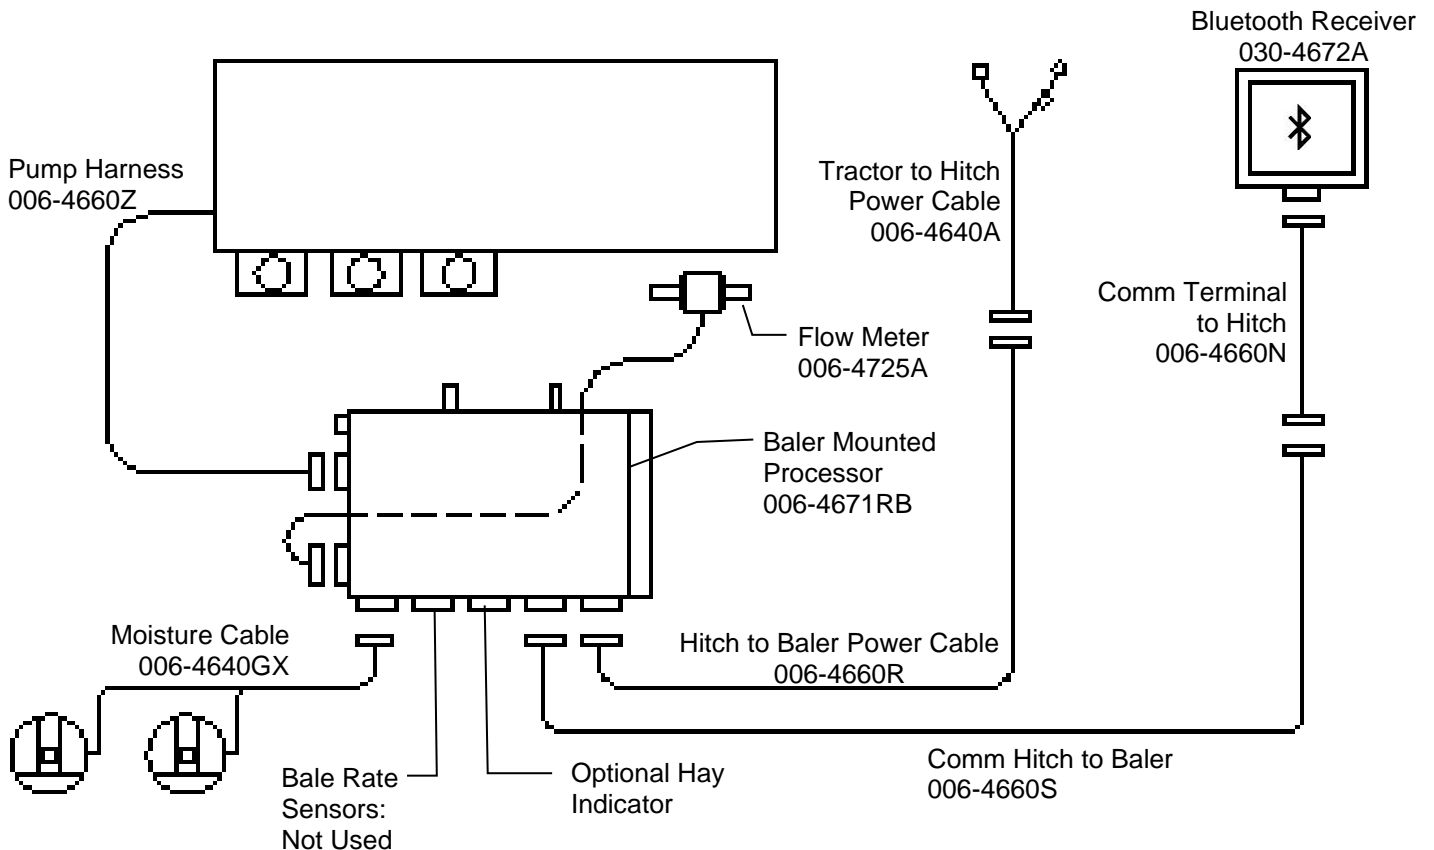 Bluetooth Receiver
030-4672A
Pump Harness
006-4660Z
Tractor to Hitch
Power Cable
006-4640A
Comm Terminal
to Hitch
006-4660N
Flow Meter
006-4725A
Baler Mounted
Processor
006-4671RB
Moisture Cable
006-4640GX
Hitch to Baler Power Cable
006-4660R
Bale Rate
Sensors:
Not Used
Optional Hay
Indicator
Comm Hitch to Baler
006-4660S